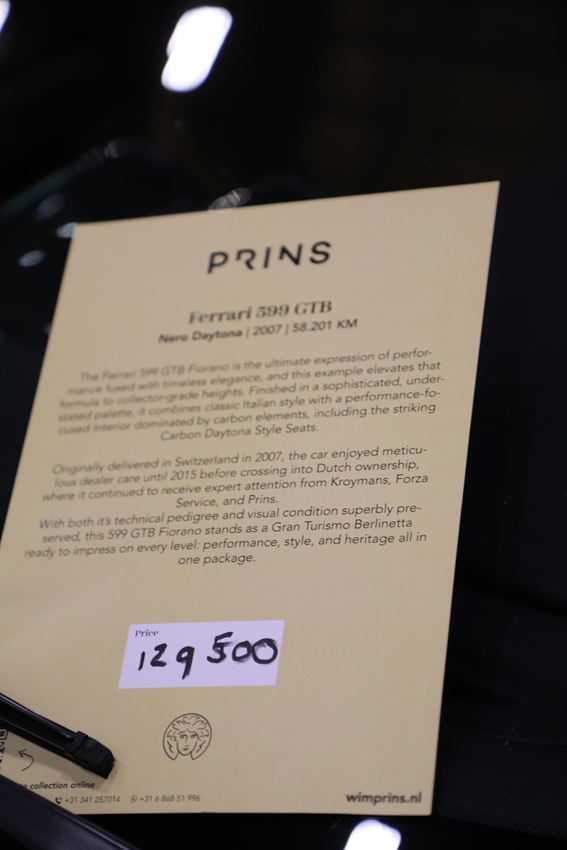 PRINS
Ferrari 599 GTB
Nero Daytona | 2007 | 58.201 KM
The Ferrari 599 GTB Fiorano is the ultimate expression of perfor-
mance fused with timeless elegance, and this example elevates that
formula to collector-grade heights. Finished in a sophisticated, under-
stated palette, it combines classic Italian style with a performance-fo-
cused interior dominated by carbon elements, including the striking
Carbon Daytona Style Seats.
Originally delivered in Switzerland in 2007, the car enjoyed meticu-
lous dealer care until 2015 before crossing into Dutch ownership,
where it continued to receive expert attention from Kroymans, Forza
Service, and Prins.
With both it's technical pedigree and visual condition superbly pre-
served, this 599 GTB Fiorano stands as a Gran Turismo Berlinetta
ready to impress on every level: performance, style, and heritage all in
one package.
Price
129 500
collection online
+31 341 257014 +31 6 868 51 996
wimprins.nl